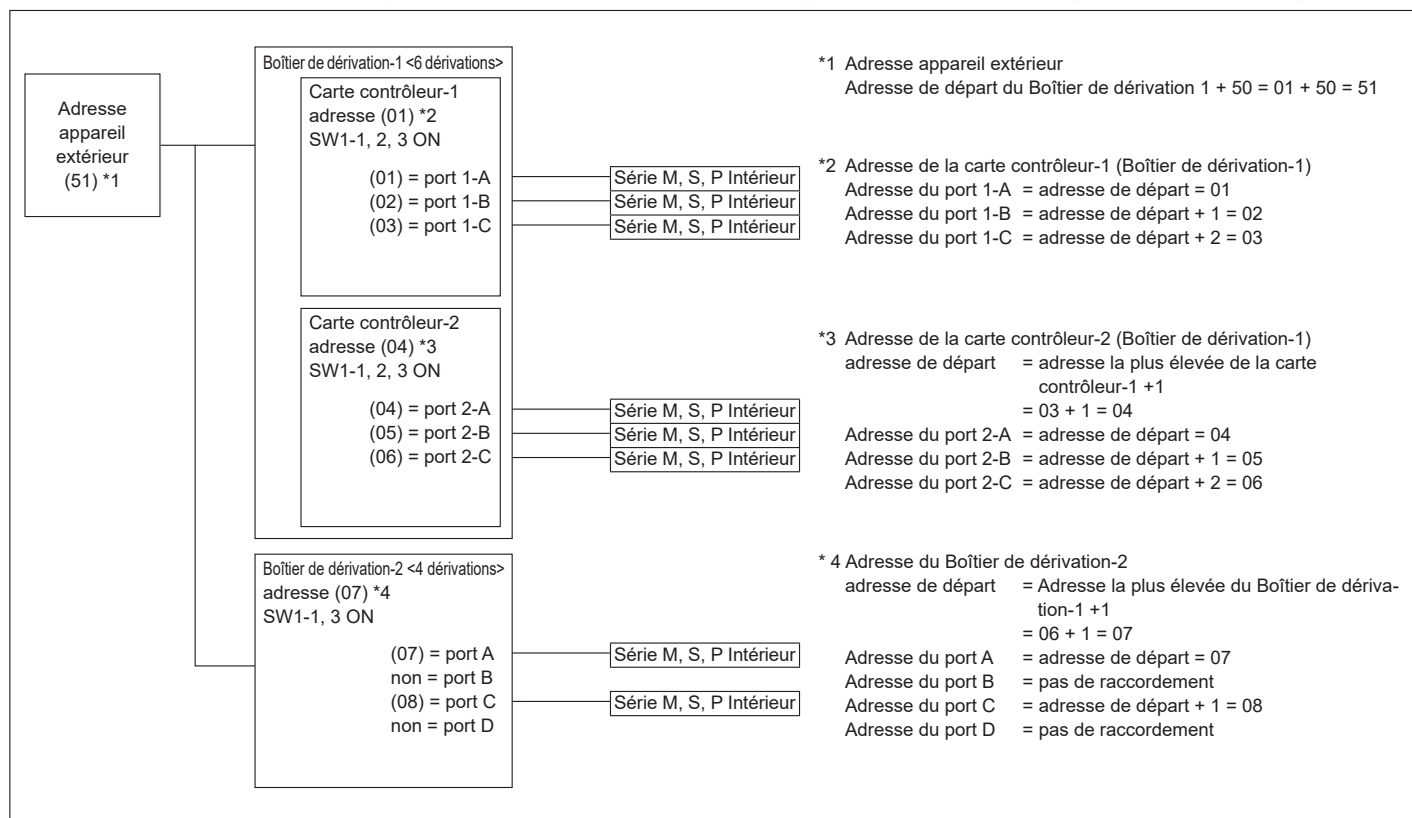 Adresse
appareil
extérieur
(51) *1
Boîtier de dérivation-1 <6 dérivations>
Carte contrôleur-1
adresse (01) *2
SW1-1, 2, 3 ON
(01) = port 1-A
(02) = port 1-B
(03) = port 1-C
Série M, S, P Intérieur
Série M, S, P Intérieur
Série M, S, P Intérieur
Carte contrôleur-2
adresse (04) *3
SW1-1, 2, 3 ON
(04) = port 2-A
(05) = port 2-B
(06) = port 2-C
Série M, S, P Intérieur
Série M, S, P Intérieur
Série M, S, P Intérieur
Boîtier de dérivation-2 <4 dérivations>
adresse (07) *4
SW1-1, 3 ON
(07) = port A
non = port B
(08) = port C
non = port D
Série M, S, P Intérieur
Série M, S, P Intérieur
*1 Adresse appareil extérieur
Adresse de départ du Boîtier de dérivation 1 + 50 = 01 + 50 = 51
*2 Adresse de la carte contrôleur-1 (Boîtier de dérivation-1)
Adresse du port 1-A = adresse de départ = 01
Adresse du port 1-B = adresse de départ + 1 = 02
Adresse du port 1-C = adresse de départ + 2 = 03
*3 Adresse de la carte contrôleur-2 (Boîtier de dérivation-1)
adresse de départ = adresse la plus élevée de la carte
contrôleur-1 +1
= 03 + 1 = 04
Adresse du port 2-A = adresse de départ = 04
Adresse du port 2-B = adresse de départ + 1 = 05
Adresse du port 2-C = adresse de départ + 2 = 06
* 4 Adresse du Boîtier de dérivation-2
adresse de départ = Adresse la plus élevée du Boîtier de dériva-
tion-1 +1
= 06 + 1 = 07
Adresse du port A = adresse de départ = 07
Adresse du port B = pas de raccordement
Adresse du port C = adresse de départ + 1 = 08
Adresse du port D = pas de raccordement